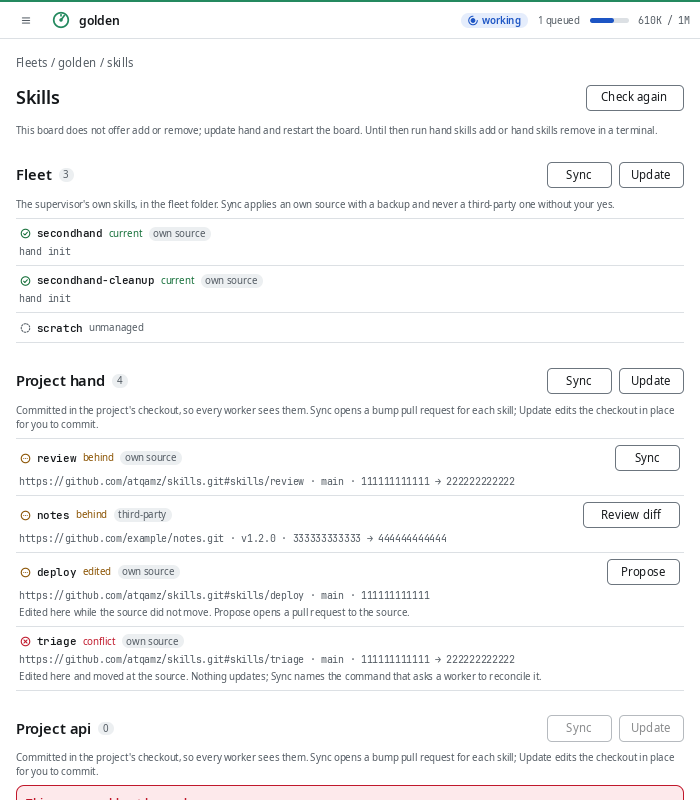 golden
working
1 queued
610K / 1M
Fleets / golden / skills
Skills
Check again
This board does not offer add or remove; update hand and restart the board. Until then run hand skills add or hand skills remove in a terminal.
Fleet 3
Sync
Update
The supervisor's own skills, in the fleet folder. Sync applies an own source with a backup and never a third-party one without your yes.
secondhand current own source
hand init
secondhand-cleanup current own source
hand init
scratch unmanaged
Project hand 4
Sync
Update
Committed in the project's checkout, so every worker sees them. Sync opens a bump pull request for each skill; Update edits the checkout in place
for you to commit.
review behind own source
Sync
https://github.com/atqamz/skills.git#skills/review · main · 111111111111 → 222222222222
notes behind third-party
Review diff
https://github.com/example/notes.git · v1.2.0 · 333333333333 → 444444444444
deploy edited own source
Propose
https://github.com/atqamz/skills.git#skills/deploy · main · 111111111111
Edited here while the source did not move. Propose opens a pull request to the source.
triage conflict own source
https://github.com/atqamz/skills.git#skills/triage · main · 111111111111 → 222222222222
Edited here and moved at the source. Nothing updates; Sync names the command that asks a worker to reconcile it.
Project api 0
Sync
Update
Committed in the project's checkout, so every worker sees them. Sync opens a bump pull request for each skill; Update edits the checkout in place
for you to commit.